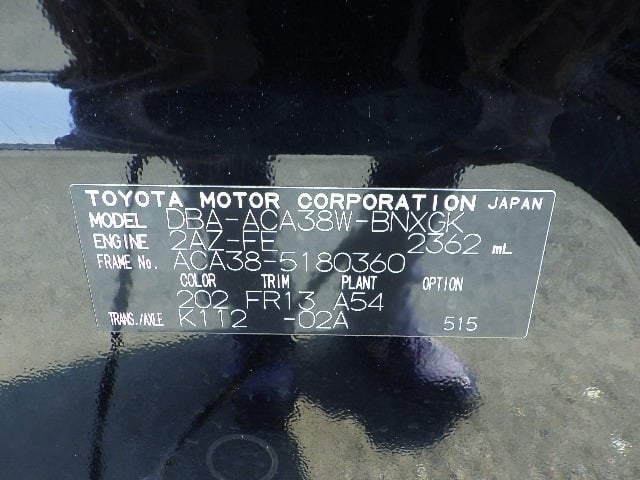 TOYOTA MOTOR CORPORATION JAPAN
MODEL DBA-ACA38W-BNXGK
ENGINE 2AZ-FE 2362 mL
FRAME No. ACA38-5180360
COLOR TRIM PLANT OPTION
202 FR13 A54
TRANS./AXLE K112 -02A 515